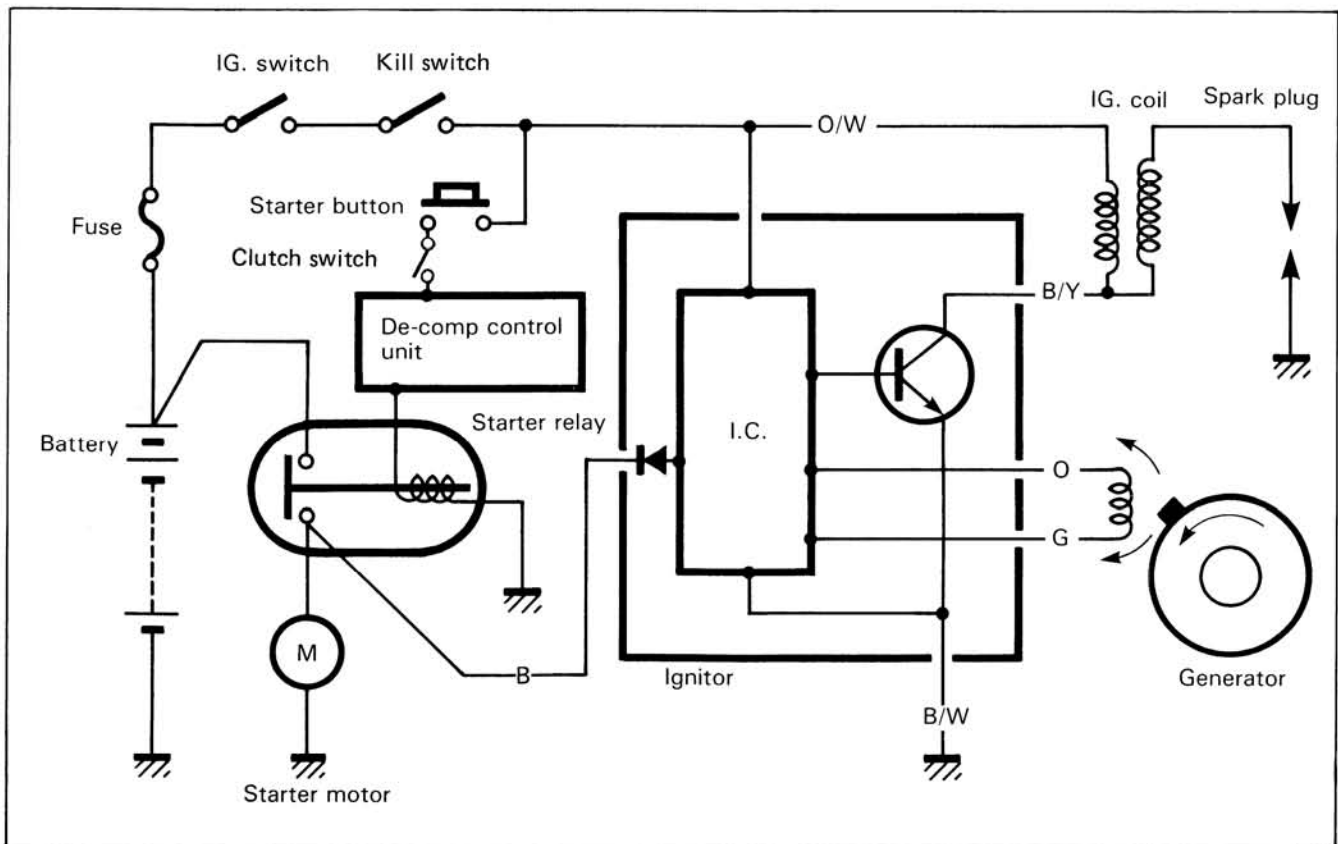 IG. switch
Kill switch
IG. coil
Spark plug
O/W
Fuse
Starter button
Clutch switch
De-comp control
unit
B/Y
Starter relay
I.C.
Battery
O
G
M
B
Ignitor
Generator
B/W
Starter motor